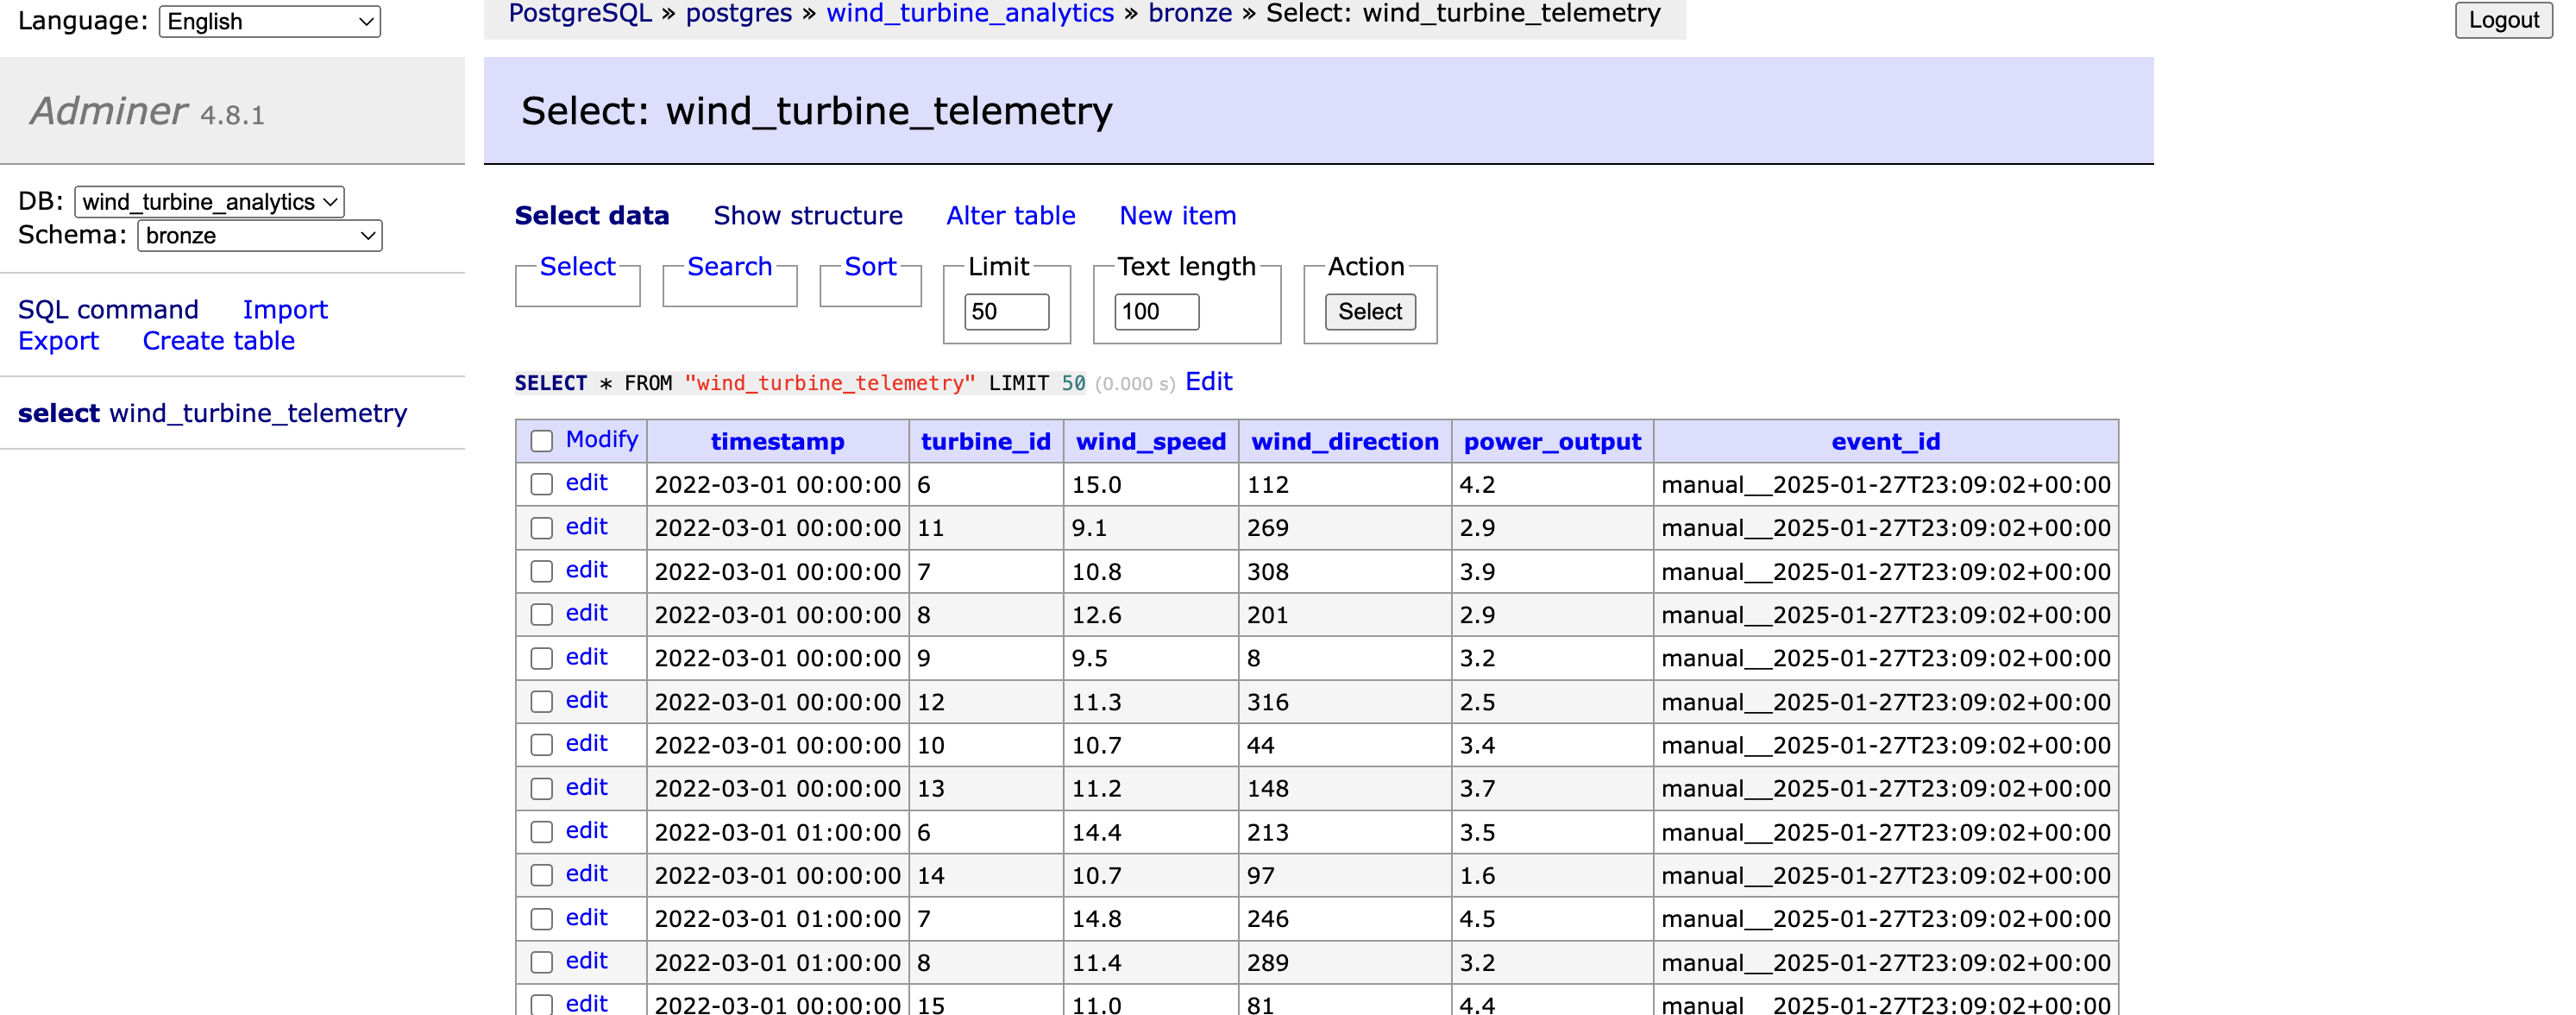 Language: English
PostgreSQL » postgres » wind_turbine_analytics » bronze » Select: wind_turbine_telemetry
Logout
Adminer 4.8.1
Select: wind_turbine_telemetry
DB: wind_turbine_analytics
Schema: bronze
SQL command Import
Export Create table
select wind_turbine_telemetry
Select data Show structure Alter table New item
Select Search Sort Limit Text length Action
50 100 Select
SELECT * FROM "wind_turbine_telemetry" LIMIT 50 (0.000 s) Edit
Modify timestamp turbine_id wind_speed wind_direction power_output event_id
edit 2022-03-01 00:00:00 6 15.0 112 4.2 manual__2025-01-27T23:09:02+00:00
edit 2022-03-01 00:00:00 11 9.1 269 2.9 manual__2025-01-27T23:09:02+00:00
edit 2022-03-01 00:00:00 7 10.8 308 3.9 manual__2025-01-27T23:09:02+00:00
edit 2022-03-01 00:00:00 8 12.6 201 2.9 manual__2025-01-27T23:09:02+00:00
edit 2022-03-01 00:00:00 9 9.5 8 3.2 manual__2025-01-27T23:09:02+00:00
edit 2022-03-01 00:00:00 12 11.3 316 2.5 manual__2025-01-27T23:09:02+00:00
edit 2022-03-01 00:00:00 10 10.7 44 3.4 manual__2025-01-27T23:09:02+00:00
edit 2022-03-01 00:00:00 13 11.2 148 3.7 manual__2025-01-27T23:09:02+00:00
edit 2022-03-01 01:00:00 6 14.4 213 3.5 manual__2025-01-27T23:09:02+00:00
edit 2022-03-01 00:00:00 14 10.7 97 1.6 manual__2025-01-27T23:09:02+00:00
edit 2022-03-01 01:00:00 7 14.8 246 4.5 manual__2025-01-27T23:09:02+00:00
edit 2022-03-01 01:00:00 8 11.4 289 3.2 manual__2025-01-27T23:09:02+00:00
edit 2022-03-01 00:00:00 15 11.0 81 4.4 manual__2025-01-27T23:09:02+00:00